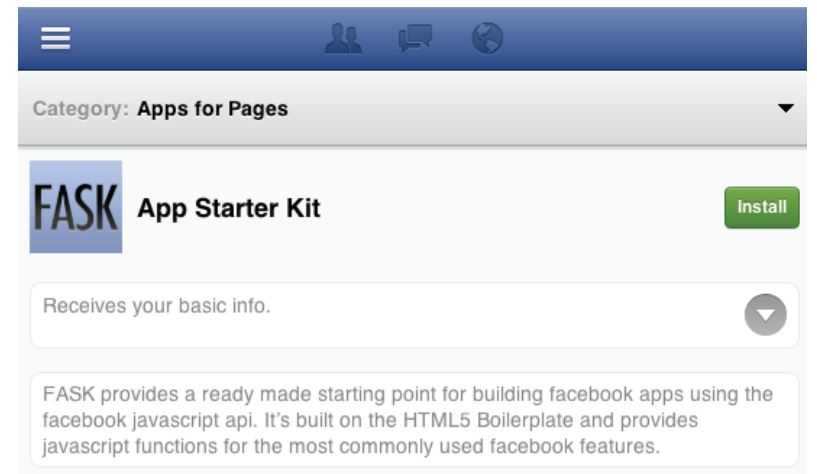 Category: Apps for Pages
FASK
App Starter Kit
Install
Receives your basic info.
FASK provides a ready made starting point for building facebook apps using the
facebook javascript api. It's built on the HTML5 Boilerplate and provides
javascript functions for the most commonly used facebook features.